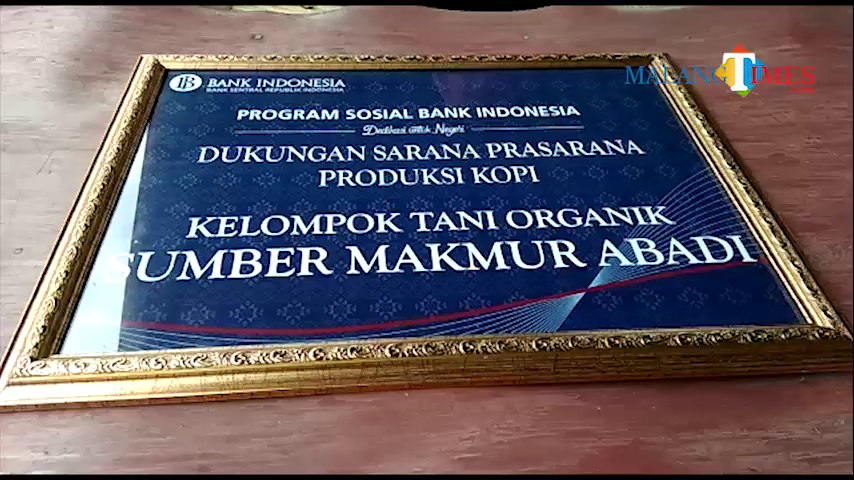 BANK INDONESIA
BANK SENTRAL REPUBLIK INDONESIA
MALANGTIMES
.com
PROGRAM SOSIAL BANK INDONESIA
Dedikasi untuk Negeri
DUKUNGAN SARANA PRASARANA
PRODUKSI KOPI
KELOMPOK TANI ORGANIK
SUMBER MAKMUR ABADI